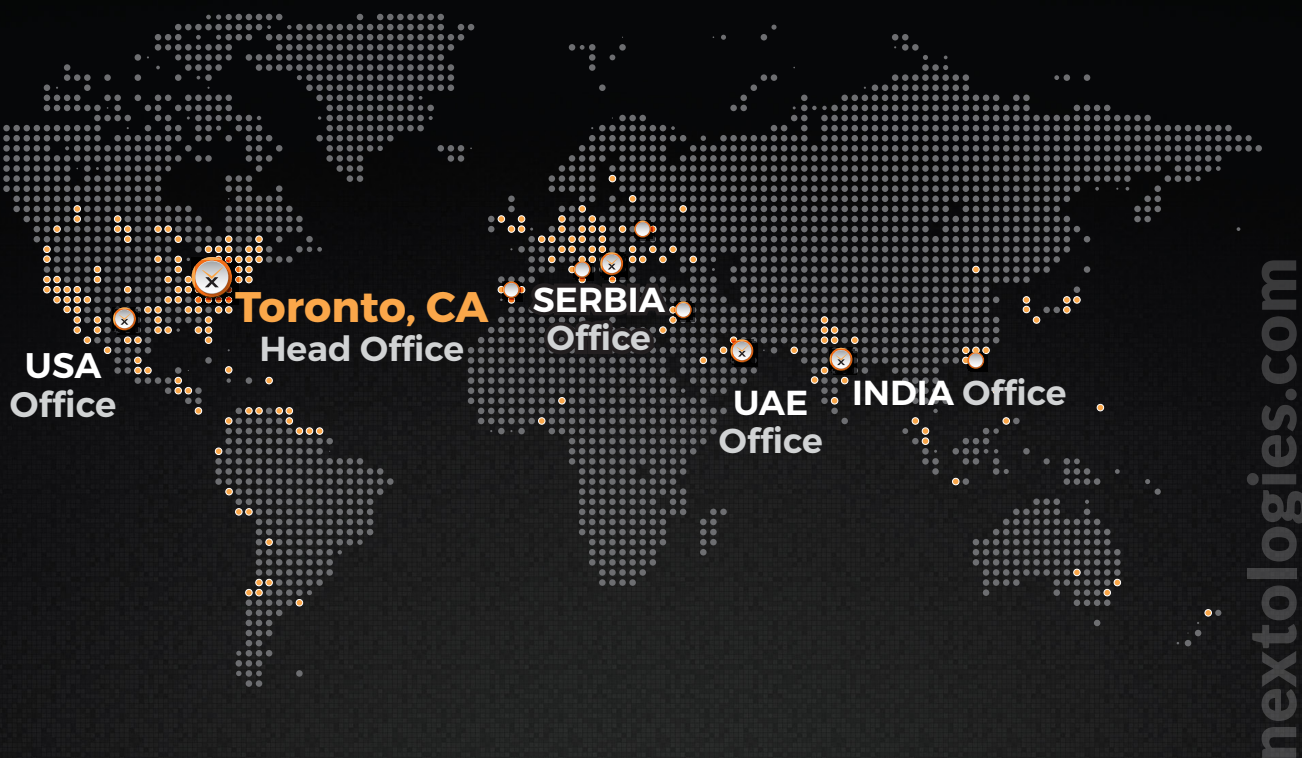 Toronto, CA
Head Office
USA
Office
SERBIA
Office
UAE
Office
INDIA Office
nextologies.com